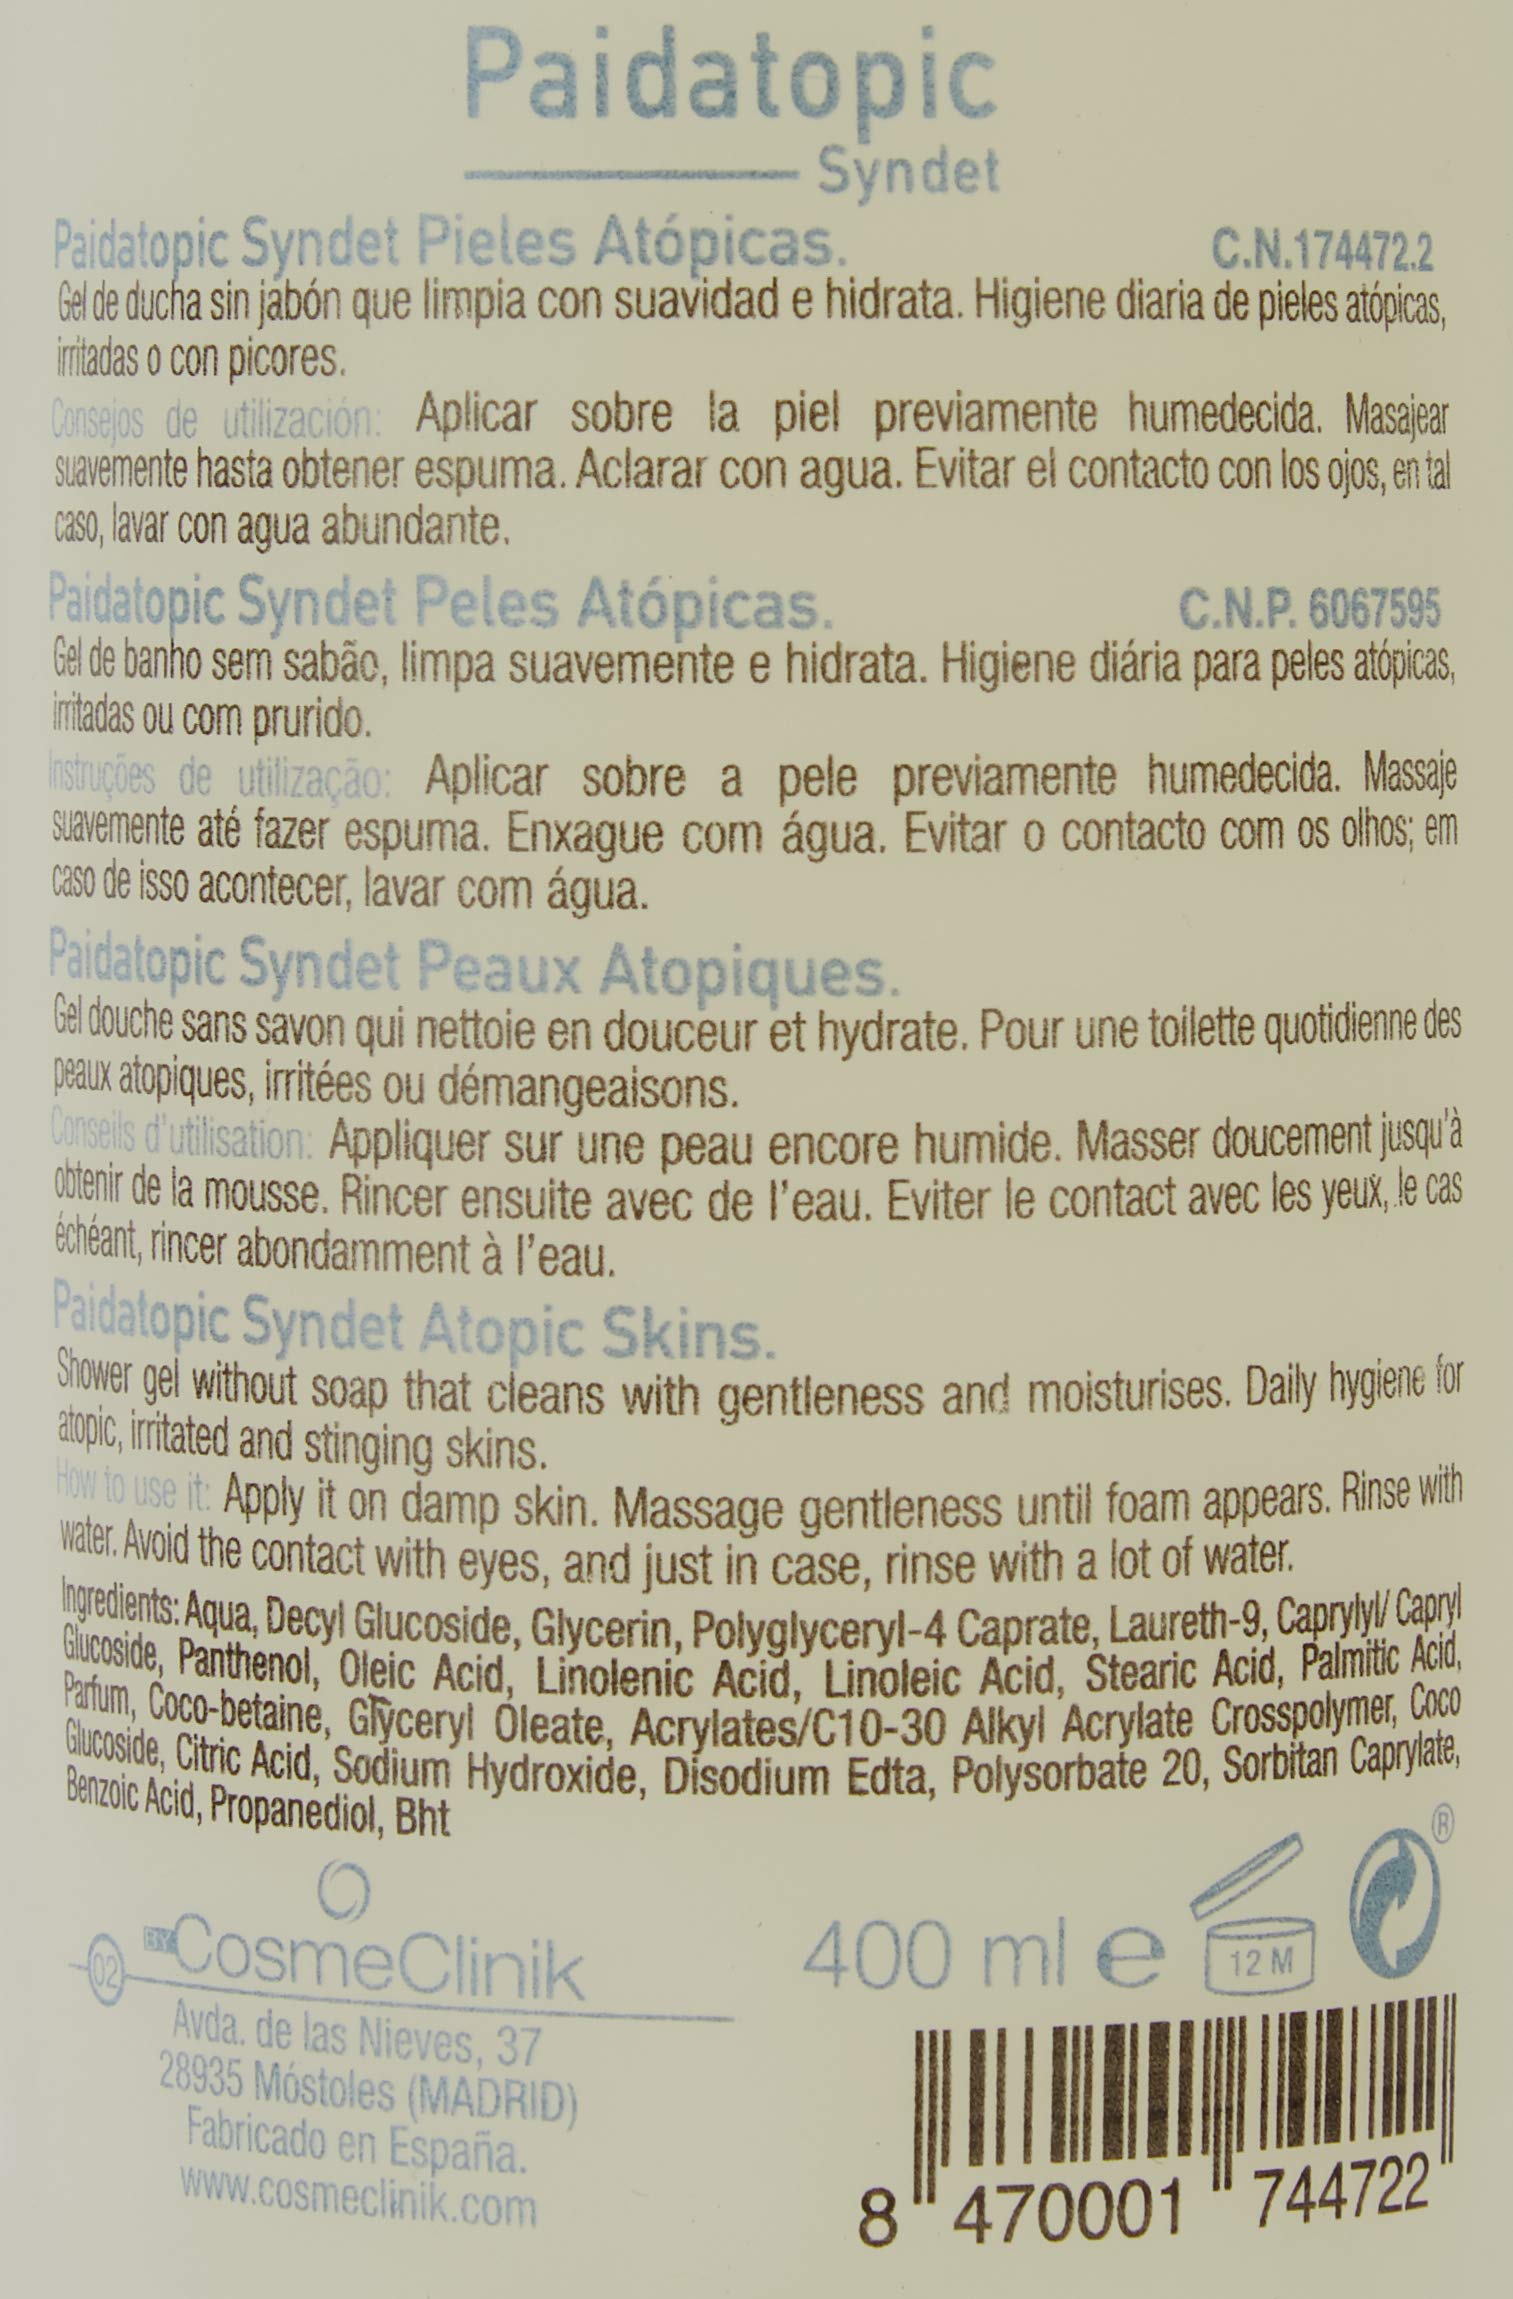 Paidatopic
Syndet
Paidatopic Syndet Pieles Atópicas. C.N.174472.2
Gel de ducha sin jabón que limpia con suavidad e hidrata. Higiene diaria de pieles atópicas,
irritadas o con picores.
Consejos de utilización: Aplicar sobre la piel previamente humedecida. Masajear
suavemente hasta obtener espuma. Aclarar con agua. Evitar el contacto con los ojos, en tal
caso, lavar con agua abundante.
Paidatopic Syndet Peles Atópicas. C.N.P. 6067595
Gel de banho sem sabão, limpa suavemente e hidrata. Higiene diária para peles atópicas,
irritadas ou com prurido.
Instruções de utilização: Aplicar sobre a pele previamente humedecida. Massaje
suavemente até fazer espuma. Enxague com água. Evitar o contacto com os olhos; em
caso de isso acontecer, lavar com água.
Paidatopic Syndet Peaux Atopiques.
Gel douche sans savon qui nettoie en douceur et hydrate. Pour une toilette quotidienne des
peaux atopiques, irritées ou démangeaisons.
Conseils d'utilisation: Appliquer sur une peau encore humide. Masser doucement jusqu'à
obtenir de la mousse. Rincer ensuite avec de l'eau. Eviter le contact avec les yeux, le cas
échéant, rincer abondamment à l'eau.
Paidatopic Syndet Atopic Skins.
Shower gel without soap that cleans with gentleness and moisturises. Daily hygiene for
atopic, irritated and stinging skins.
How to use it: Apply it on damp skin. Massage gentleness until foam appears. Rinse with
water. Avoid the contact with eyes, and just in case, rinse with a lot of water.
Ingredients: Aqua, Decyl Glucoside, Glycerin, Polyglyceryl-4 Caprate, Laureth-9, Caprylyl/ Capryl
Glucoside, Panthenol, Oleic Acid, Linolenic Acid, Linoleic Acid, Stearic Acid, Palmitic Acid,
Parfum, Coco-betaine, Glyceryl Oleate, Acrylates/C10-30 Alkyl Acrylate Crosspolymer, Coco
Glucoside, Citric Acid, Sodium Hydroxide, Disodium Edta, Polysorbate 20, Sorbitan Caprylate,
Benzoic Acid, Propanediol, Bht
®
02 BY CosmeClinik
Avda. de las Nieves, 37
28935 Móstoles (MADRID)
Fabricado en España.
www.cosmeclinik.com
400 ml e 12 M
8 470001 744722